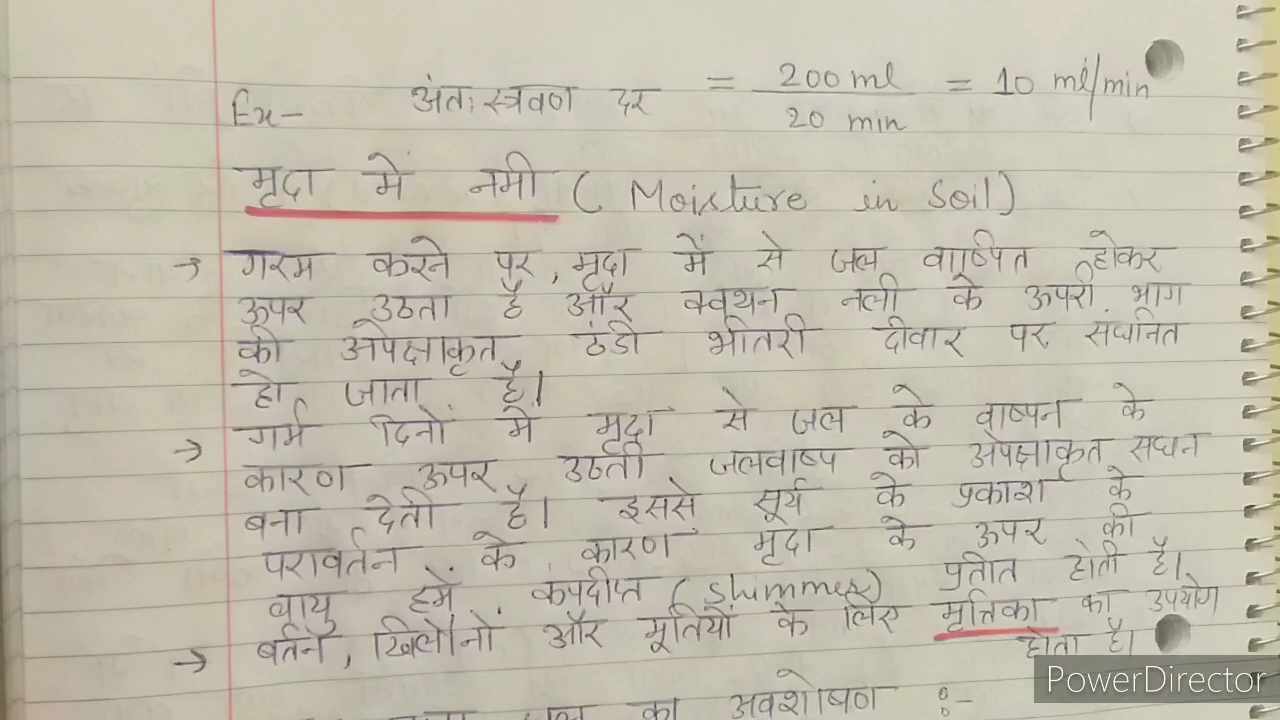 Ex- अंतः स्त्रवण दर = 200 ml / 20 min = 10 ml/min
मृदा में नमी ( Moisture in Soil)
→ गरम करने पर, मृदा में से जल वाष्पित होकर
ऊपर उठता है और क्वथन नली के ऊपरी भाग
की अपेक्षाकृत ठंडी भीतरी दीवार पर संघनित
हो जाता है।
→ गर्म दिनों में मृदा से जल के वाष्पन के
कारण ऊपर उठती जलवाष्प को अपेक्षाकृत सघन
बना देती है। इससे सूर्य के प्रकाश के
परावर्तन के कारण मृदा के ऊपर की
वायु हमें कंपदीप्त (shimmer) प्रतीत होती है।
→ बर्तन, खिलौनों और मूर्तियों के लिए मृत्तिका का उपयोग
होता है।
का अवशोषण :-
PowerDirector